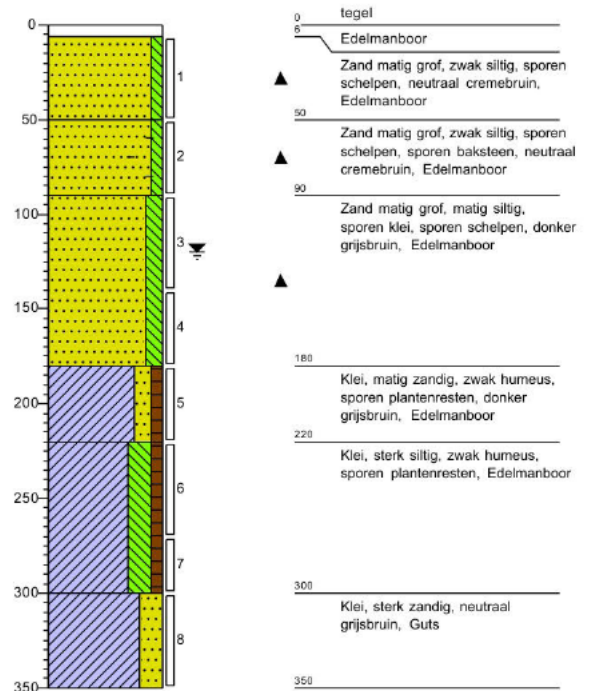 0
50
100
150
200
250
300
350
1
2
3
4
5
6
7
8
0
tegel
6
Edelmanboor
Zand matig grof, zwak siltig, sporen
schelpen, neutraal cremebruin,
Edelmanboor
50
Zand matig grof, zwak siltig, sporen
schelpen, sporen baksteen, neutraal
cremebruin, Edelmanboor
90
Zand matig grof, matig siltig,
sporen klei, sporen schelpen, donker
grijsbruin, Edelmanboor
180
Klei, matig zandig, zwak humeus,
sporen plantenresten, donker
grijsbruin, Edelmanboor
220
Klei, sterk siltig, zwak humeus,
sporen plantenresten, Edelmanboor
300
Klei, sterk zandig, neutraal
grijsbruin, Guts
350